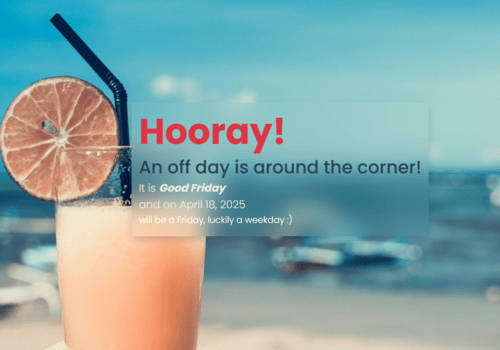 Hooray!
An off day is around the corner!
It is Good Friday
and on April 18, 2025
will be a Friday, luckily a weekday :)